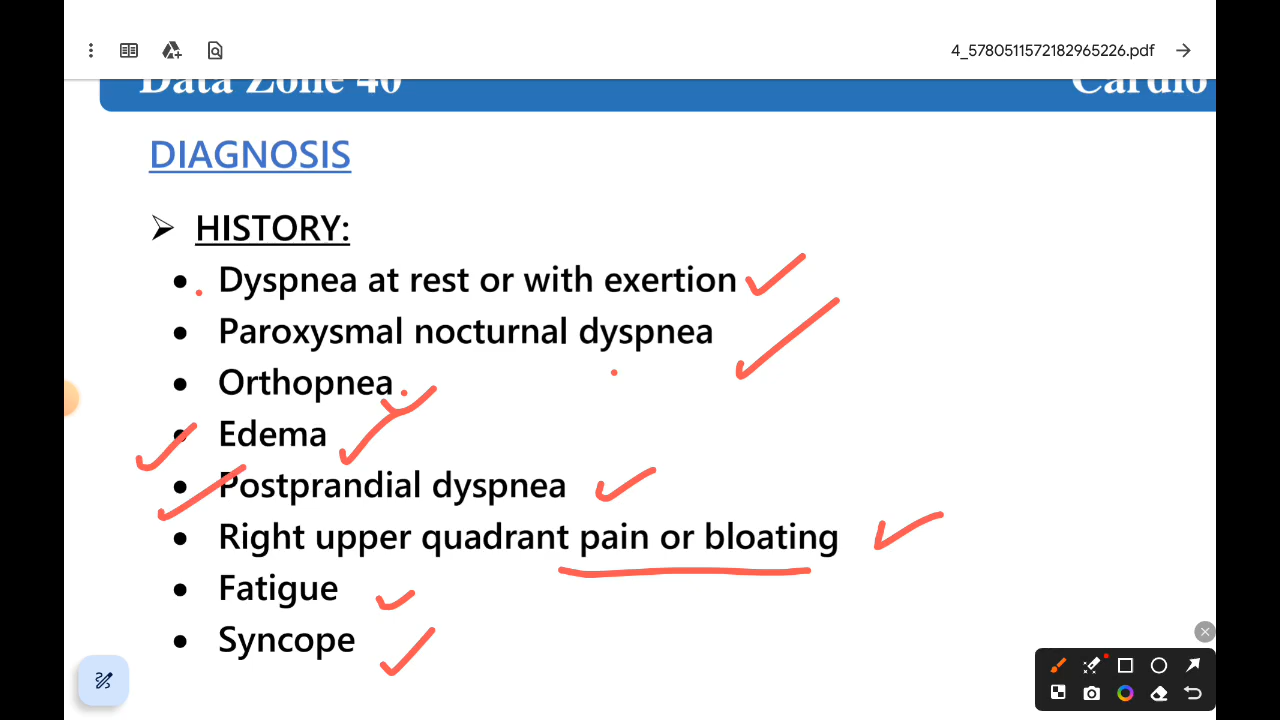 4_5780511572182965226.pdf
Data Zone 40 Cardio
DIAGNOSIS
➢ HISTORY:
• Dyspnea at rest or with exertion
• Paroxysmal nocturnal dyspnea
• Orthopnea
• Edema
• Postprandial dyspnea
• Right upper quadrant pain or bloating
• Fatigue
• Syncope